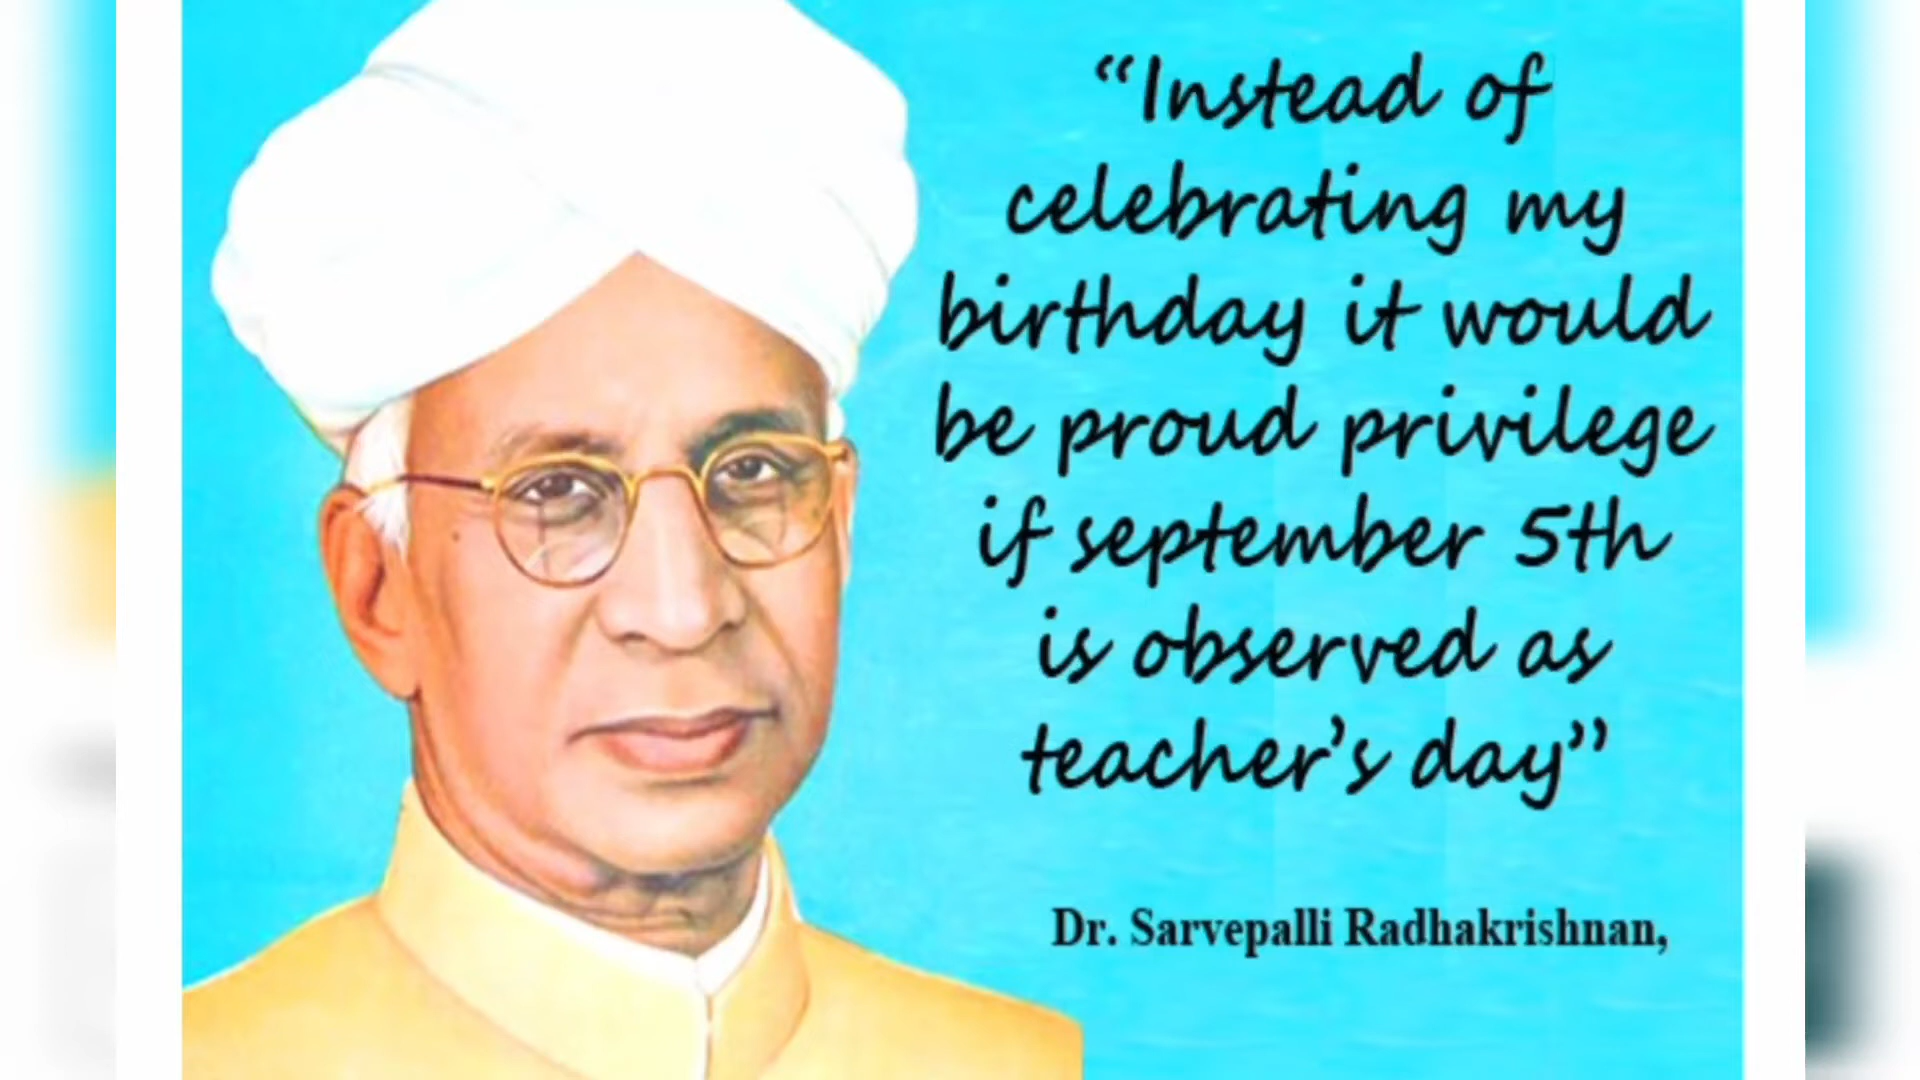 “Instead of
celebrating my
birthday it would
be proud privilege
if september 5th
is observed as
teacher's day”
Dr. Sarvepalli Radhakrishnan,